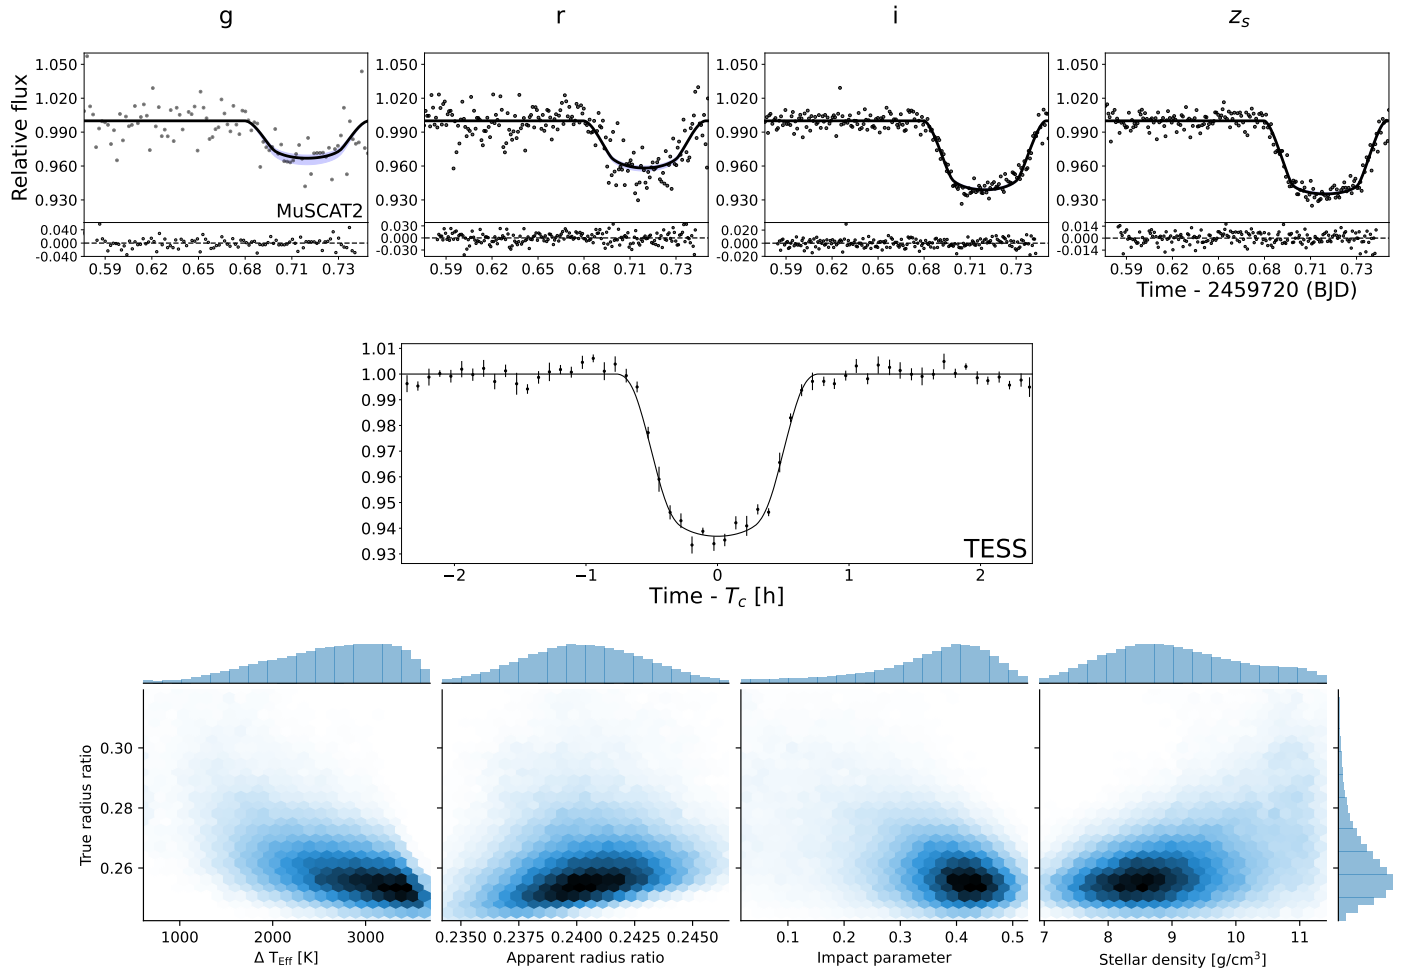 g r i z_s
1.050 1.050 1.050 1.050
1.020 1.020 1.020 1.020
0.990 0.990 0.990 0.990
0.960 0.960 0.960 0.960
0.930 0.930 0.930 0.930
Relative flux
MuSCAT2
0.040 0.030 0.020 0.014
0.000 0.000 0.000 0.000
-0.040 -0.030 -0.020 -0.014
0.59 0.62 0.65 0.68 0.71 0.73 0.59 0.62 0.65 0.68 0.71 0.73 0.59 0.62 0.65 0.68 0.71 0.73 0.59 0.62 0.65 0.68 0.71 0.73
Time - 2459720 (BJD)
1.01
1.00
0.99
0.98
0.97
0.96
0.95
0.94
0.93
TESS
−2 −1 0 1 2
Time - T_c [h]
True radius ratio
0.30
0.28
0.26
1000 2000 3000 0.2350 0.2375 0.2400 0.2425 0.2450 0.1 0.2 0.3 0.4 0.5 7 8 9 10 11
Δ T_Eff [K] Apparent radius ratio Impact parameter Stellar density [g/cm³]